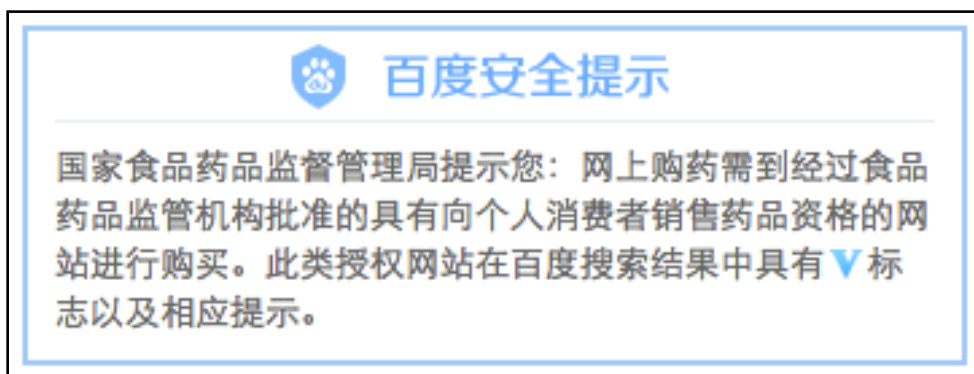 百度安全提示
国家食品药品监督管理局提示您：网上购药需到经过食品
药品监管机构批准的具有向个人消费者销售药品资格的网
站进行购买。此类授权网站在百度搜索结果中具有V标
志以及相应提示。